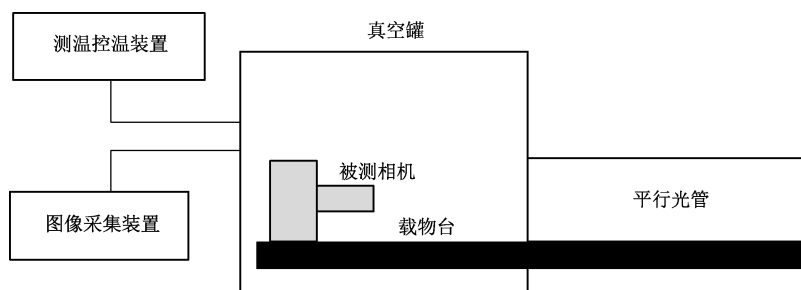 真空罐
测温控温装置
被测相机
平行光管
图像采集装置
载物台